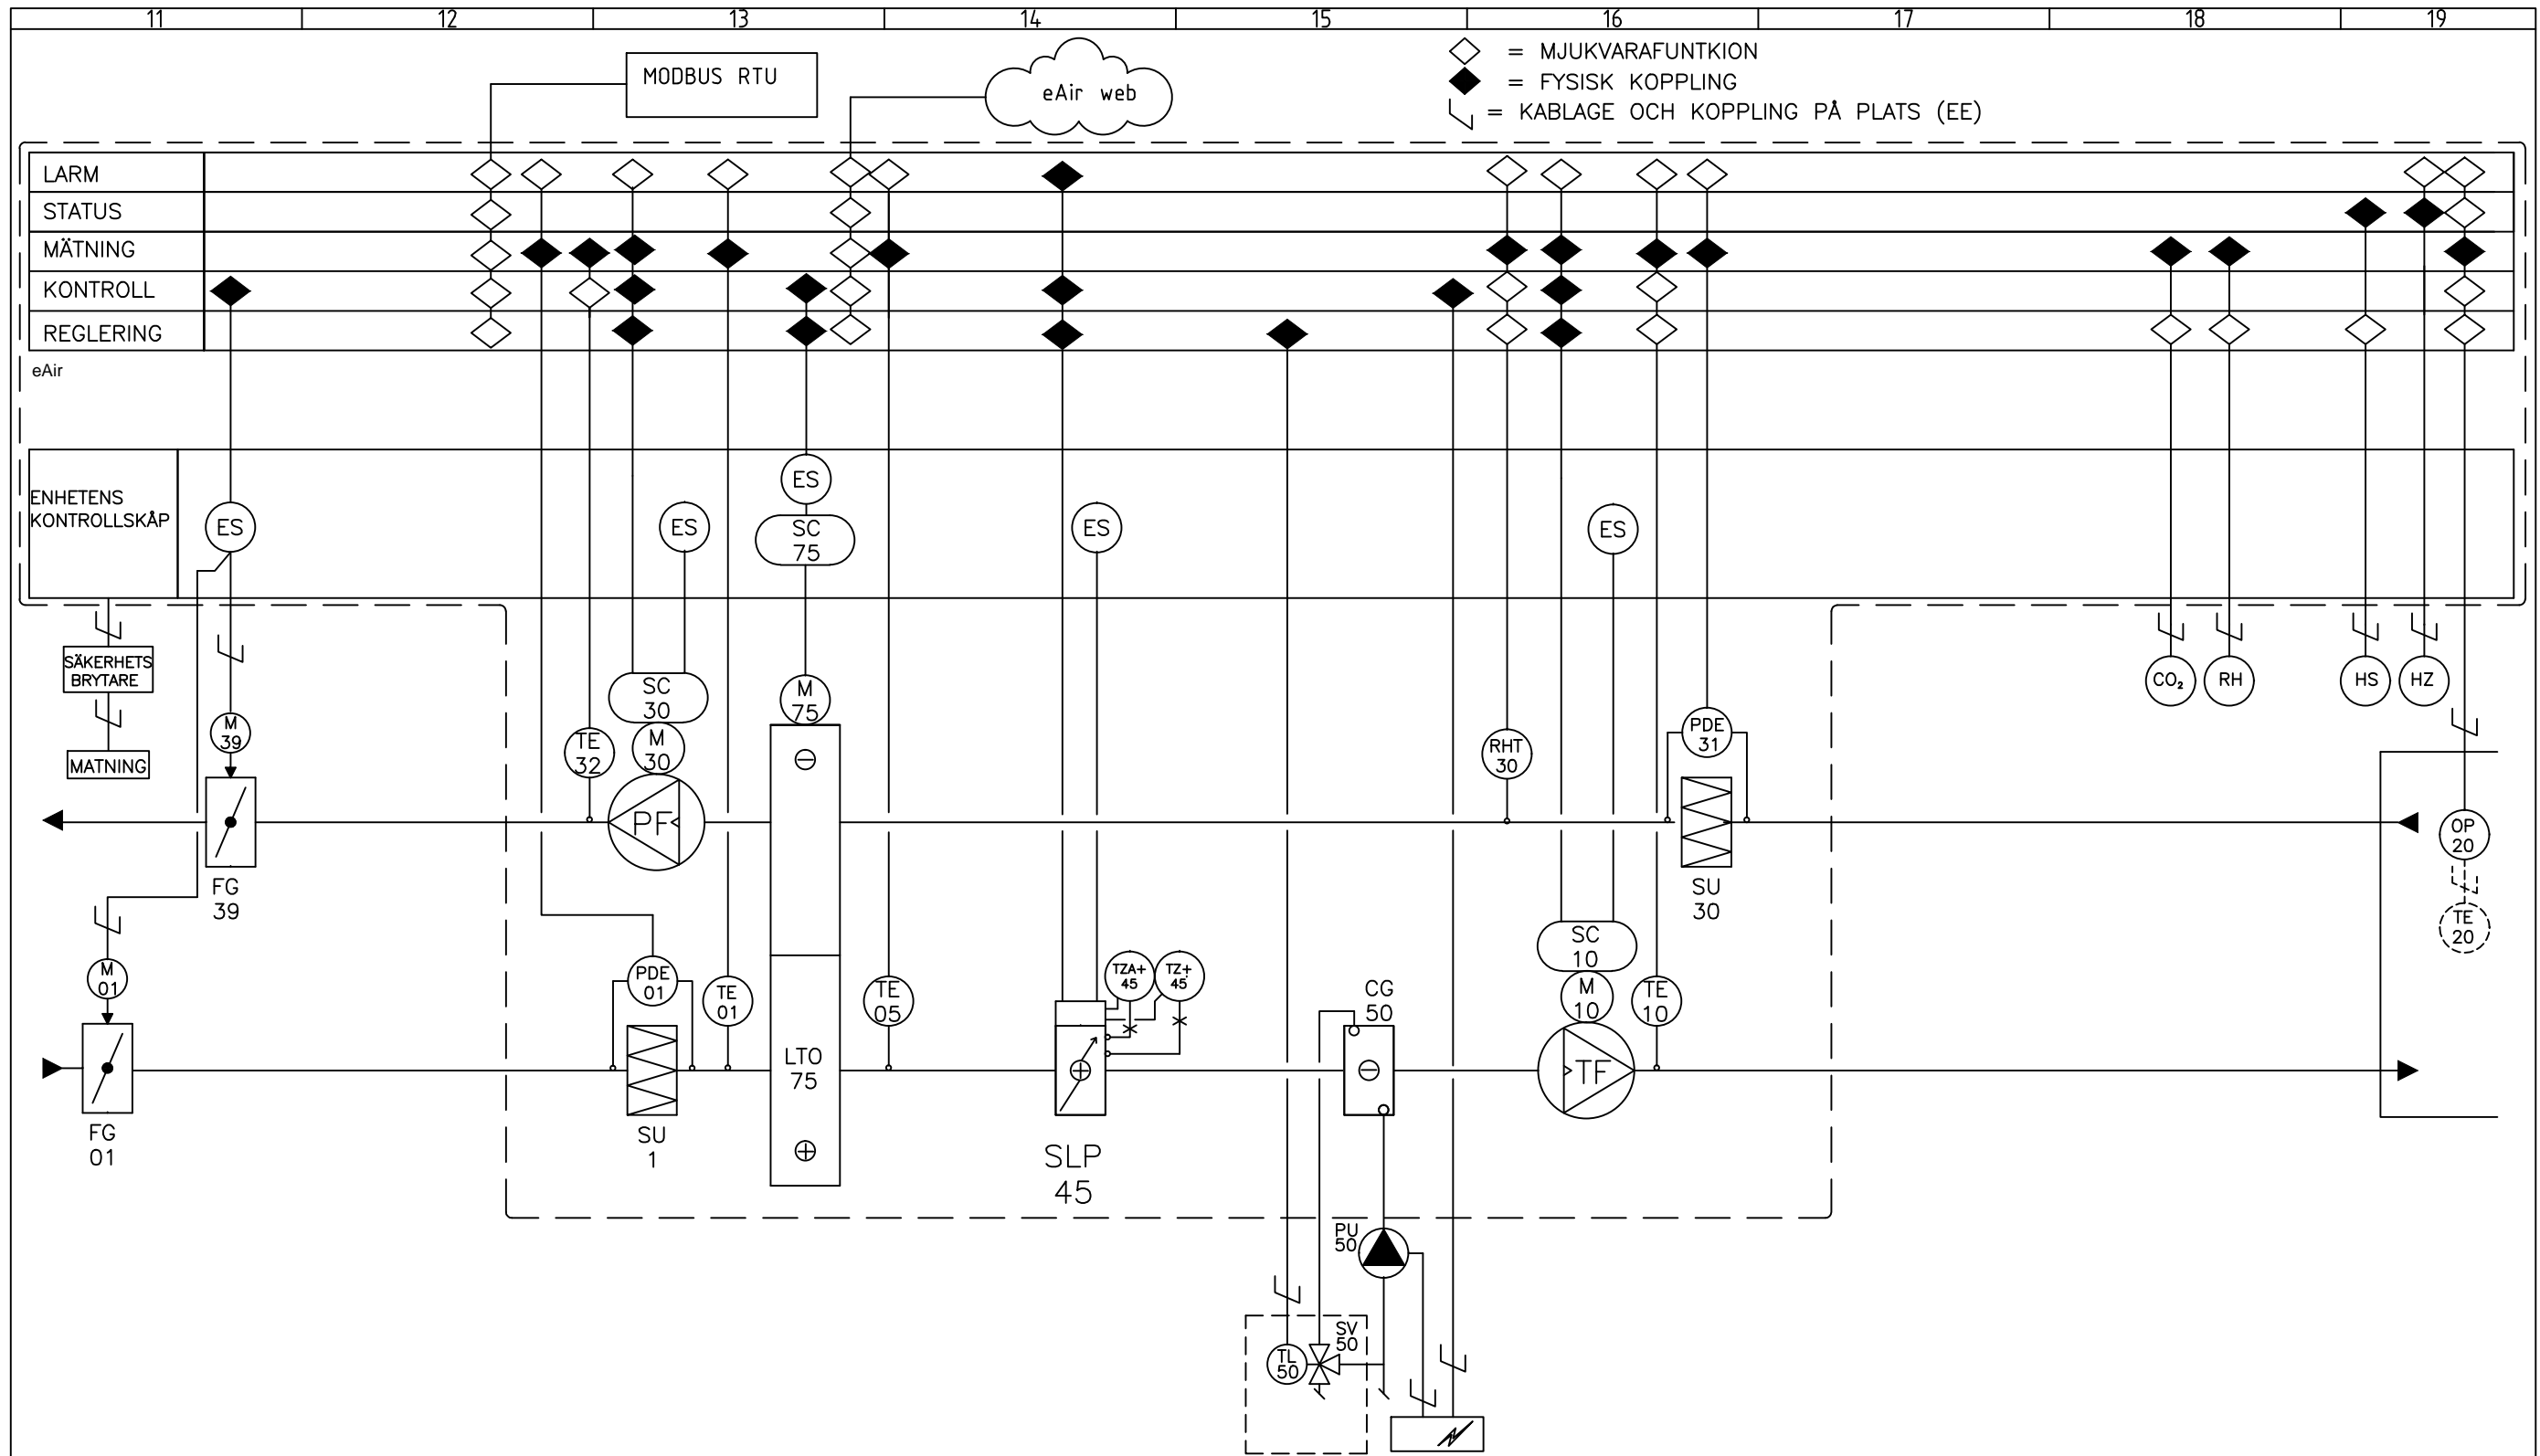 11 12 13 14 15 16 17 18 19
MODBUS RTU
eAir web
= MJUKVARAFUNTKION
= FYSISK KOPPLING
= KABLAGE OCH KOPPLING PÅ PLATS (EE)
LARM
STATUS
MÄTNING
KONTROLL
REGLERING
eAir
ENHETENS
KONTROLLSKÅP
ES
ES
ES
SC
75
ES
ES
SÄKERHETS
BRYTARE
MATNING
M
39
TE
32
SC
30
M
30
M
75
RHT
30
PDE
31
CO₂
RH
HS
HZ
PF
FG
39
SU
30
OP
20
TE
20
M
01
PDE
01
TE
01
TE
05
TZA+
45
TZ+
45
CG
50
SC
10
M
10
TE
10
LTO
75
TF
FG
01
SU
1
SLP
45
PU
50
SV
50
TL
50